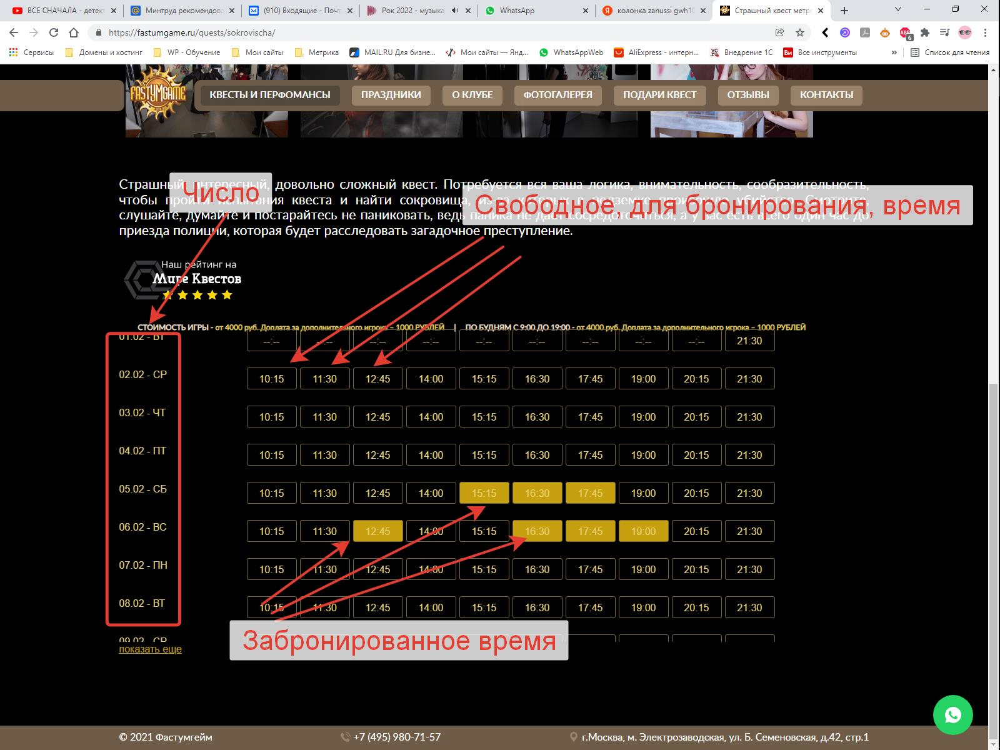 ВСЕ СНАЧАЛА - детек
Минтруд рекомендова
(910) Входящие - Почт
Рок 2022 - музыка
WhatsApp
колонка zanussi gwh10
Страшный квест метро
https://fastumgame.ru/quests/sokrovischa/
ABP
6
Сервисы
Домены и хостинг
WP - Обучение
Мои сайты
Метрика
MAIL.RU Для бизне...
Мои сайты — Янд...
WhatsAppWeb
AliExpress - интерн...
Внедрение 1С
Все инструменты
»
Список для чтения
FASTУМGAME
КВЕСТЫ И ПЕРФОМАНСЫ
ПРАЗДНИКИ
О КЛУБЕ
ФОТОГАЛЕРЕЯ
ПОДАРИ КВЕСТ
ОТЗЫВЫ
КОНТАКТЫ
Число
Свободное, для бронирования, время
Страшный, интересный, довольно сложный квест. Потребуется вся ваша логика, внимательность, сообразительность,
чтобы пройти испытания квеста и найти сокровища, из-за которых в подземке произошло убийство. Смотрите,
слушайте, думайте и постарайтесь не паниковать, ведь паника не даёт сосредоточиться, а у вас есть всего один час до
приезда полиции, которая будет расследовать загадочное преступление.
Наш рейтинг на
Мире Квестов
СТОИМОСТЬ ИГРЫ - от 4000 руб. Доплата за дополнительного игрока – 1000 РУБЛЕЙ | ПО БУДНЯМ С 9:00 ДО 19:00 - от 4000 руб. Доплата за дополнительного игрока – 1000 РУБЛЕЙ
01.02 - ВТ --:-- --:-- --:-- --:-- --:-- --:-- --:-- --:-- --:-- 21:30
02.02 - СР 10:15 11:30 12:45 14:00 15:15 16:30 17:45 19:00 20:15 21:30
03.02 - ЧТ 10:15 11:30 12:45 14:00 15:15 16:30 17:45 19:00 20:15 21:30
04.02 - ПТ 10:15 11:30 12:45 14:00 15:15 16:30 17:45 19:00 20:15 21:30
05.02 - СБ 10:15 11:30 12:45 14:00 15:15 16:30 17:45 19:00 20:15 21:30
06.02 - ВС 10:15 11:30 12:45 14:00 15:15 16:30 17:45 19:00 20:15 21:30
07.02 - ПН 10:15 11:30 12:45 14:00 15:15 16:30 17:45 19:00 20:15 21:30
08.02 - ВТ 10:15 11:30 12:45 14:00 15:15 16:30 17:45 19:00 20:15 21:30
09.02 - СР
Забронированное время
показать еще
© 2021 Фастумгейм
+7 (495) 980-71-57
г.Москва, м. Электрозаводская, ул. Б. Семеновская, д.42, стр.1